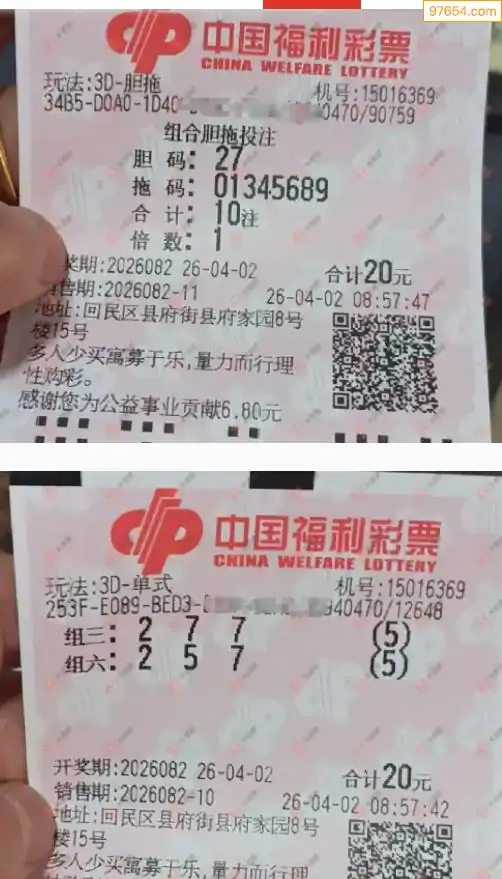 97654.com
中国福利彩票
CHINA WELFARE LOTTERY
玩法:3D-胆拖
机号:15016369
34B5-D0A0-1D40 0470/90759
组合胆拖投注
胆 码: 27
拖 码: 01345689
合 计: 10注
倍 数: 1
奖期:2026082 26-04-02 合计20元
售期:2026082-11 26-04-02 08:57:47
地址:回民区县府街县府家园8号
楼15号
多人少买寓募于乐,量力而行理
性购彩。
感谢您为公益事业贡献6.80元
中国福利彩票
CHINA WELFARE LOTTERY
玩法:3D-单式
机号:15016369
253F-E089-BED3- 940470/12648
组三: 2 7 7 (5)
组六: 2 5 7 (5)
开奖期:2026082 26-04-02 合计20元
销售期:2026082-10 26-04-02 08:57:42
地址:回民区县府街县府家园8号
楼15号
多人少买寓募于乐,量力而行理